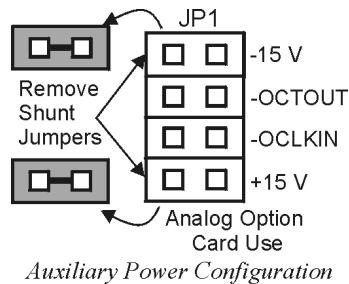 JP1
-15 V
-OCTOUT
-OCLKIN
+15 V
Remove
Shunt
Jumpers
Analog Option
Card Use
Auxiliary Power Configuration